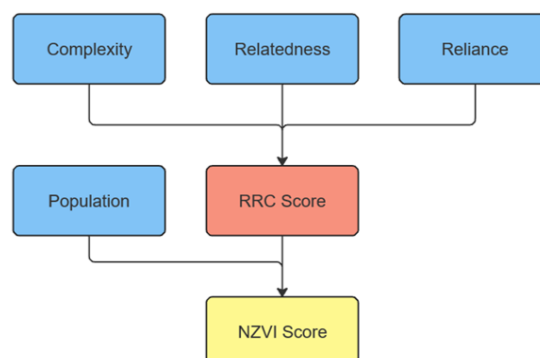 Complexity
Relatedness
Reliance
Population
RRC Score
NZVI Score